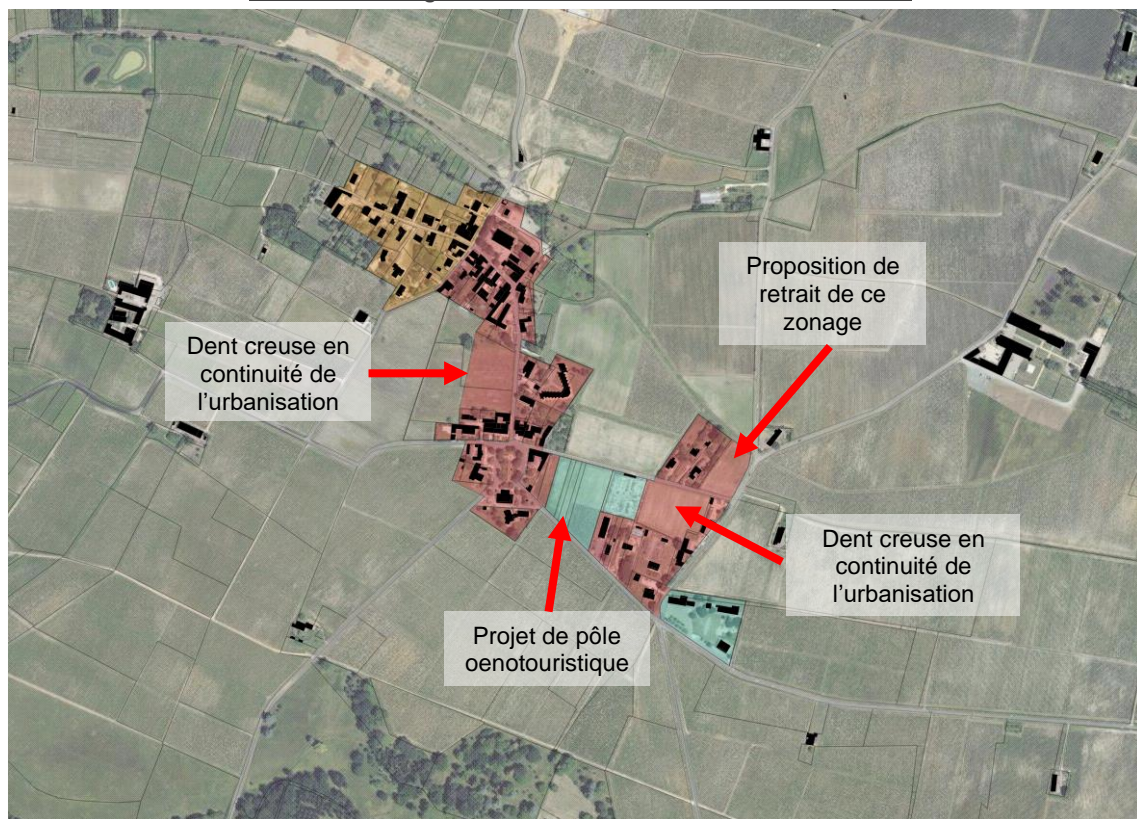 Proposition de
retrait de ce
zonage
Dent creuse en
continuité de
l'urbanisation
Dent creuse en
continuité de
l'urbanisation
Projet de pôle
oenotouristique